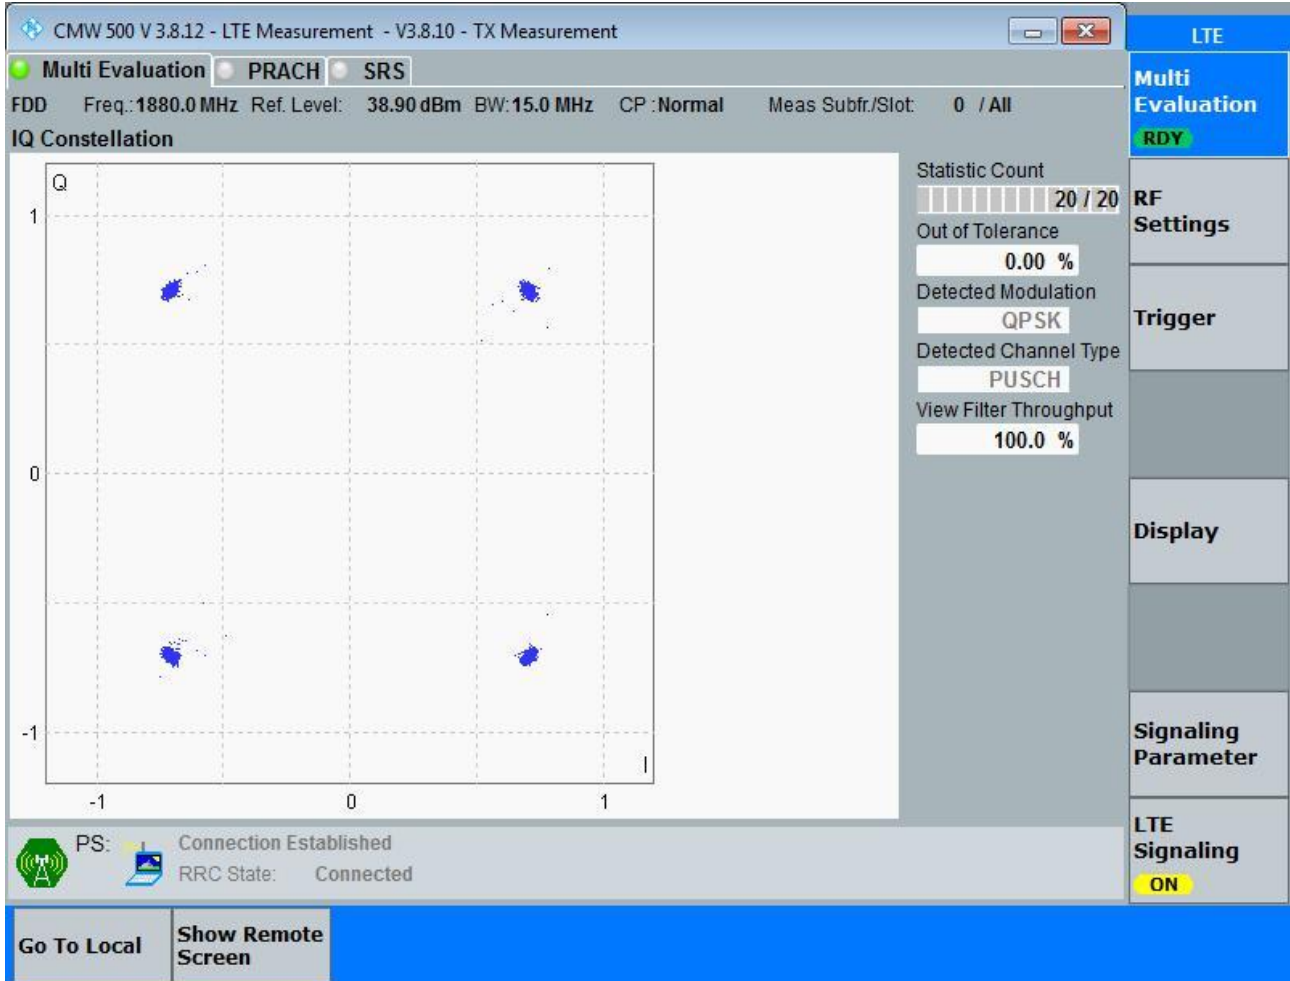 CMW 500 V 3.8.12 - LTE Measurement - V3.8.10 - TX Measurement
LTE
Multi Evaluation PRACH SRS
Multi
Evaluation
RDY
FDD Freq.:1880.0 MHz Ref. Level: 38.90 dBm BW:15.0 MHz CP :Normal Meas Subfr./Slot: 0 / All
IQ Constellation
Q
1
0
-1
I
-1 0 1
Statistic Count
20 / 20
Out of Tolerance
0.00 %
Detected Modulation
QPSK
Detected Channel Type
PUSCH
View Filter Throughput
100.0 %
RF
Settings
Trigger
Display
Signaling
Parameter
LTE
Signaling
ON
PS: Connection Established
RRC State: Connected
Go To Local
Show Remote
Screen